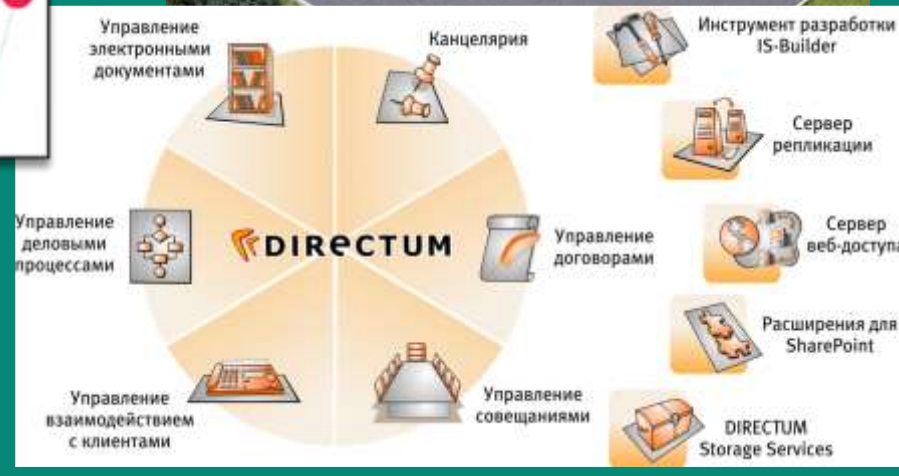 Управление
электронными
документами
Канцелярия
Инструмент разработки
IS-Builder
Сервер
репликации
Управление
деловыми
процессами
DIRECTUM
Управление
договорами
Сервер
веб-доступа
Расширения для
SharePoint
Управление
взаимодействием
с клиентами
Управление
совещаниями
DIRECTUM
Storage Services